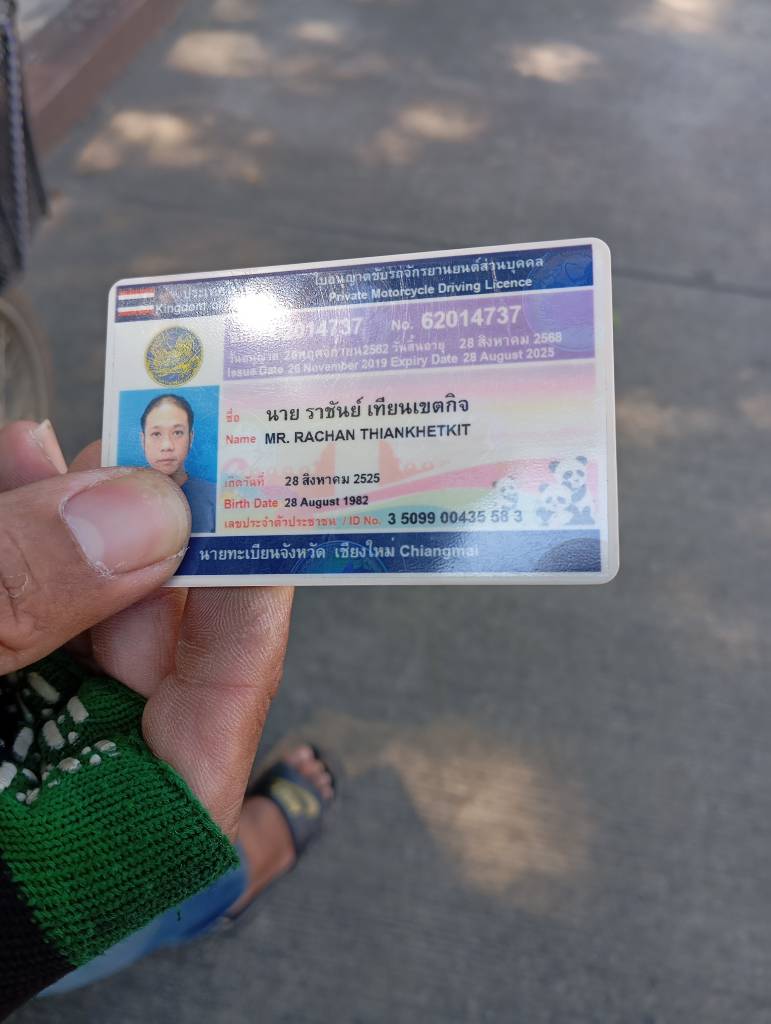 ประเทศ ใบอนุญาตขับรถจักรยานยนต์ส่วนบุคคล
Kingdom Private Motorcycle Driving Licence
62014737 No. 62014737
วันอนุญาต 26 พฤศจิกายน 2562 วันสิ้นอายุ 28 สิงหาคม 2568
Issue Date 26 November 2019 Expiry Date 28 August 2025
ชื่อ นาย ราชันย์ เทียนเขตกิจ
Name MR. RACHAN THIANKHETKIT
เกิดวันที่ 28 สิงหาคม 2525
Birth Date 28 August 1982
เลขประจำตัวประชาชน / ID No. 3 5099 00435 58 3
นายทะเบียนจังหวัด เชียงใหม่ Chiangmai